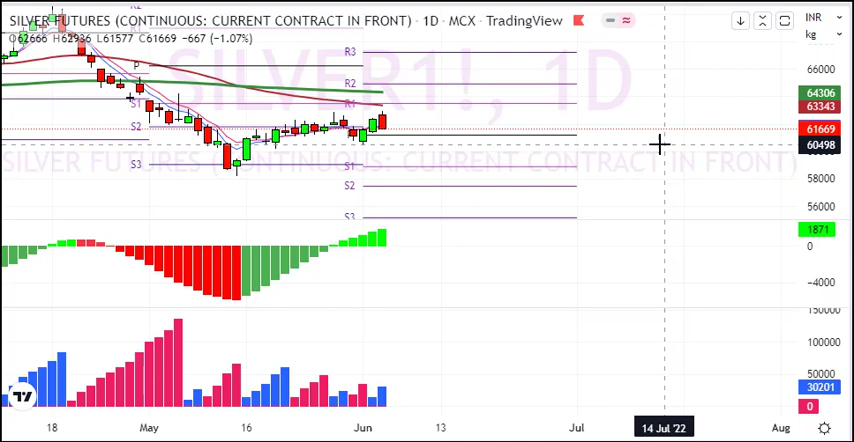 SILVER FUTURES (CONTINUOUS: CURRENT CONTRACT IN FRONT) · 1D · MCX · TradingView
INR
O62666 H62936 L61577 C61669 −667 (−1.07%)
kg
SILVER1!, 1D
SILVER FUTURES (CONTINUOUS: CURRENT CONTRACT IN FRONT)
P
S1
S2
S3
R3
R2
R1
S1
S2
S3
66000
64306
63343
61669
60498
58000
56000
1871
0
−4000
150000
100000
50000
30201
0
18
May
16
Jun
13
Jul
14 Jul '22
Aug